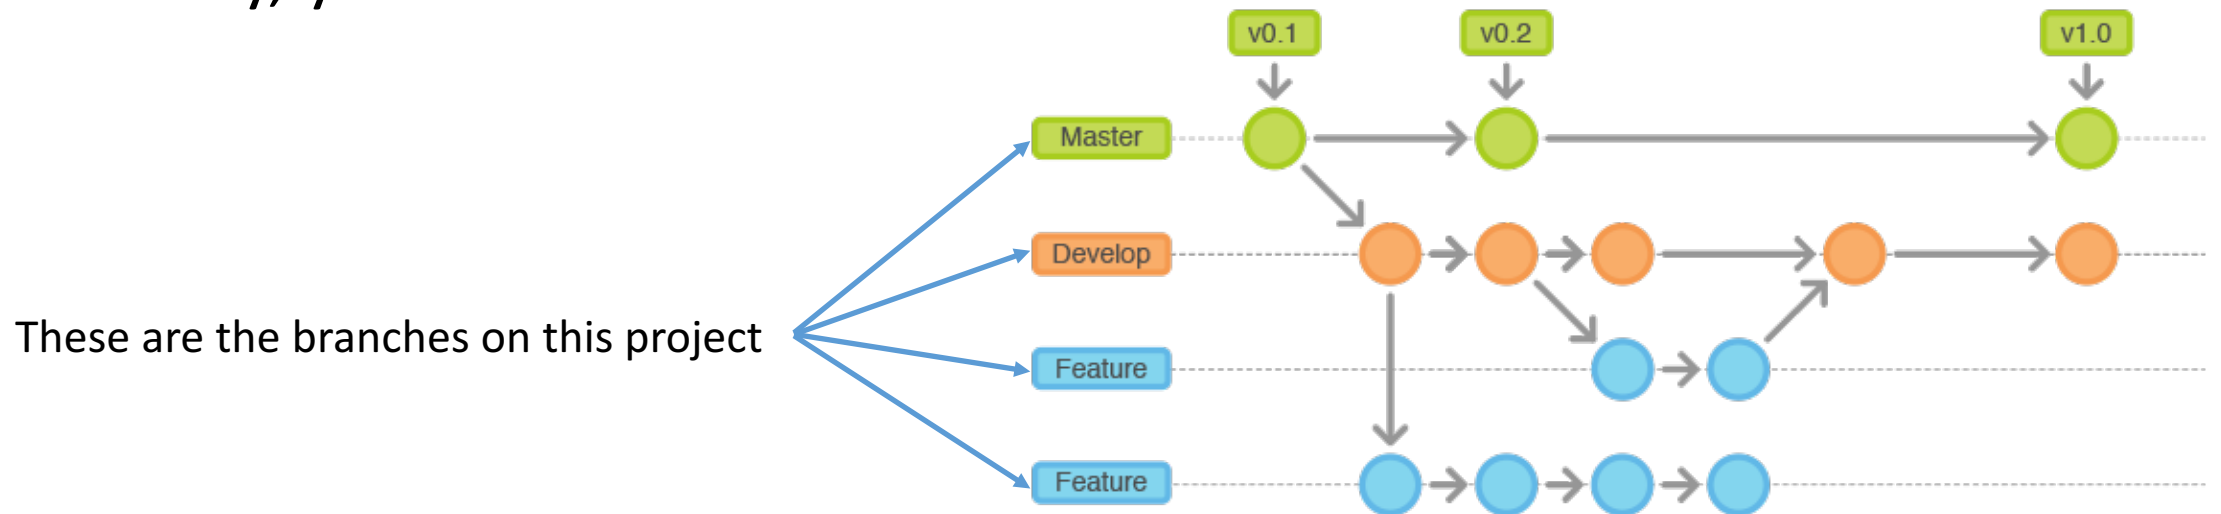 v0.1 v0.2 v1.0
Master
Develop
These are the branches on this project
Feature
Feature